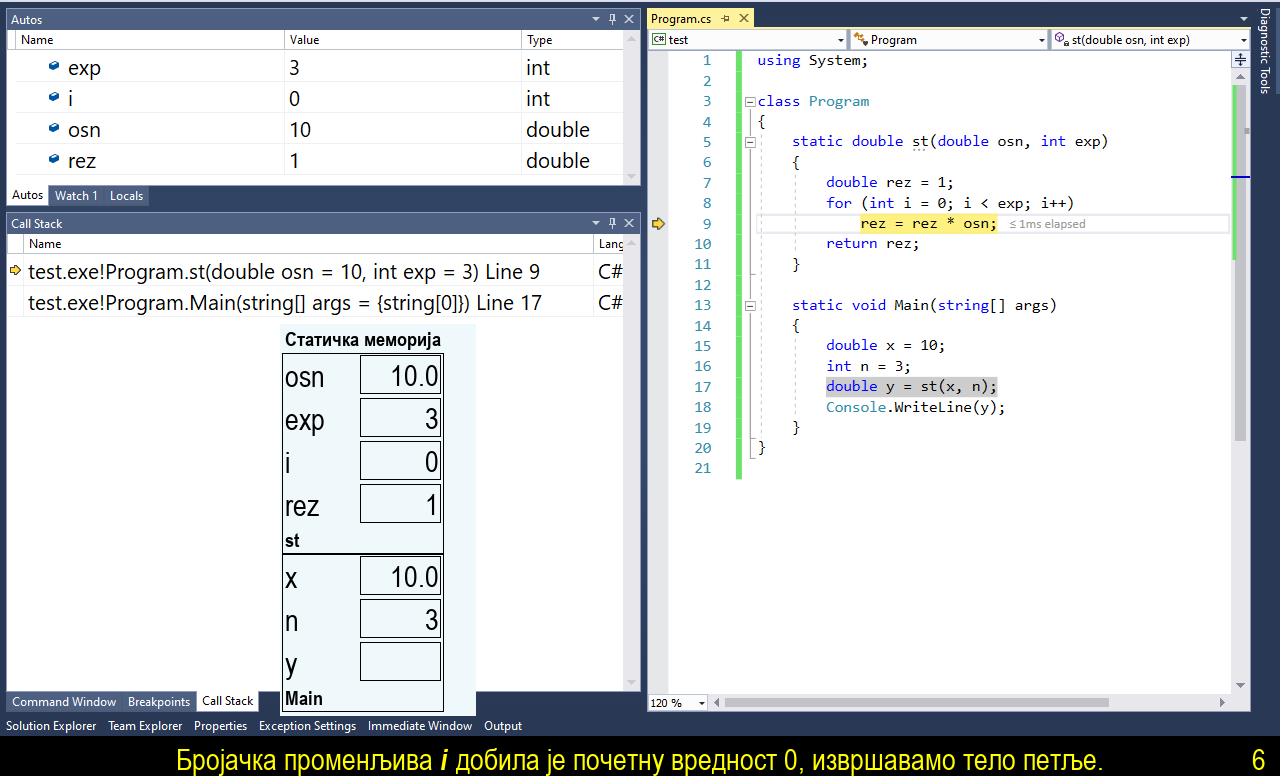 Autos
Name Value Type
exp 3 int
i 0 int
osn 10 double
rez 1 double
Autos Watch 1 Locals
Call Stack
Name Lang
test.exe!Program.st(double osn = 10, int exp = 3) Line 9 C#
test.exe!Program.Main(string[] args = {string[0]}) Line 17 C#
Статичка меморија
osn 10.0
exp 3
i 0
rez 1
st
x 10.0
n 3
y
Main
Command Window Breakpoints Call Stack
Solution Explorer Team Explorer Properties Exception Settings Immediate Window Output
Program.cs
C# test Program st(double osn, int exp)
1 using System;
2
3 class Program
4 {
5 static double st(double osn, int exp)
6 {
7 double rez = 1;
8 for (int i = 0; i < exp; i++)
9 rez = rez * osn; ≤ 1ms elapsed
10 return rez;
11 }
12
13 static void Main(string[] args)
14 {
15 double x = 10;
16 int n = 3;
17 double y = st(x, n);
18 Console.WriteLine(y);
19 }
20 }
21
120 %
Diagnostic Tools
Бројачка променљива i добила је почетну вредност 0, извршавамо тело петље. 6